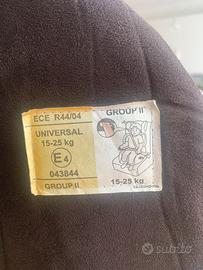 ECE R44/04
GROUP II
UNIVERSAL
15-25 kg
E4
043844
GROUP II
15-25 kg
subito